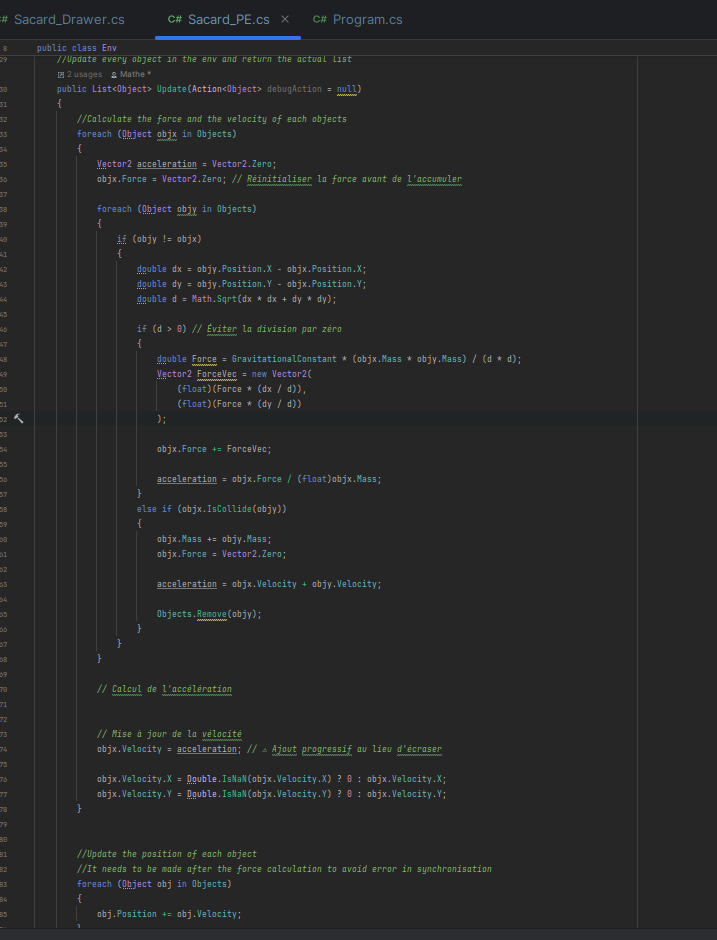 C# Sacard_Drawer.cs C# Sacard_PE.cs × C# Program.cs
8 public class Env
29 //Update every object in the env and return the actual list
2 usages Mathe *
30 public List<Object> Update(Action<Object> debugAction = null)
31 {
32 //Calculate the force and the velocity of each objects
33 foreach (Object objx in Objects)
34 {
35 Vector2 acceleration = Vector2.Zero;
36 objx.Force = Vector2.Zero; // Réinitialiser la force avant de l'accumuler
37
38 foreach (Object objy in Objects)
39 {
40 if (objy != objx)
41 {
42 double dx = objy.Position.X - objx.Position.X;
43 double dy = objy.Position.Y - objx.Position.Y;
44 double d = Math.Sqrt(dx * dx + dy * dy);
45
46 if (d > 0) // Éviter la division par zéro
47 {
48 double Force = GravitationalConstant * (objx.Mass * objy.Mass) / (d * d);
49 Vector2 ForceVec = new Vector2(
50 (float)(Force * (dx / d)),
51 (float)(Force * (dy / d))
52 );
53
54 objx.Force += ForceVec;
55
56 acceleration = objx.Force / (float)objx.Mass;
57 }
58 else if (objx.IsCollide(objy))
59 {
60 objx.Mass += objy.Mass;
61 objx.Force = Vector2.Zero;
62
63 acceleration = objx.Velocity + objy.Velocity;
64
65 Objects.Remove(objy);
66 }
67 }
68 }
69
70 // Calcul de l'accélération
71
72
73 // Mise à jour de la vélocité
74 objx.Velocity = acceleration; // ⚠ Ajout progressif au lieu d'écraser
75
76 objx.Velocity.X = Double.IsNaN(objx.Velocity.X) ? 0 : objx.Velocity.X;
77 objx.Velocity.Y = Double.IsNaN(objx.Velocity.Y) ? 0 : objx.Velocity.Y;
78 }
79
80
81 //Update the position of each object
82 //It needs to be made after the force calculation to avoid error in synchronisation
83 foreach (Object obj in Objects)
84 {
85 obj.Position += obj.Velocity;